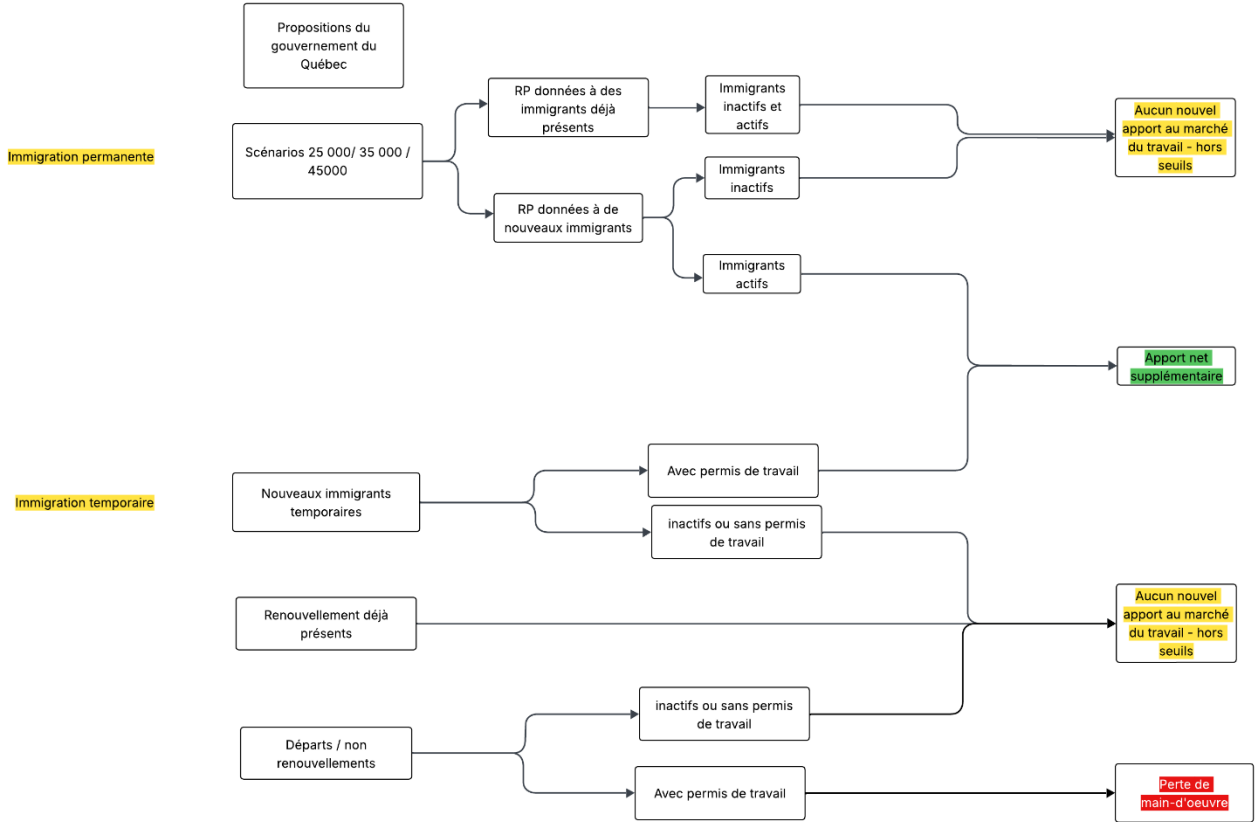 Propositions du
gouvernement du
Québec
RP données à des
immigrants déjà
présents
Immigrants
inactifs et
actifs
Aucun nouvel
apport au marché
du travail - hors
seuils
Immigration permanente
Scénarios 25 000/ 35 000 /
45000
Immigrants
inactifs
RP données à de
nouveaux immigrants
Immigrants
actifs
Apport net
supplémentaire
Immigration temporaire
Nouveaux immigrants
temporaires
Avec permis de travail
inactifs ou sans permis
de travail
Renouvellement déjà
présents
Aucun nouvel
apport au marché
du travail - hors
seuils
inactifs ou sans permis
de travail
Départs / non
renouvellements
Avec permis de travail
Perte de
main-d'oeuvre